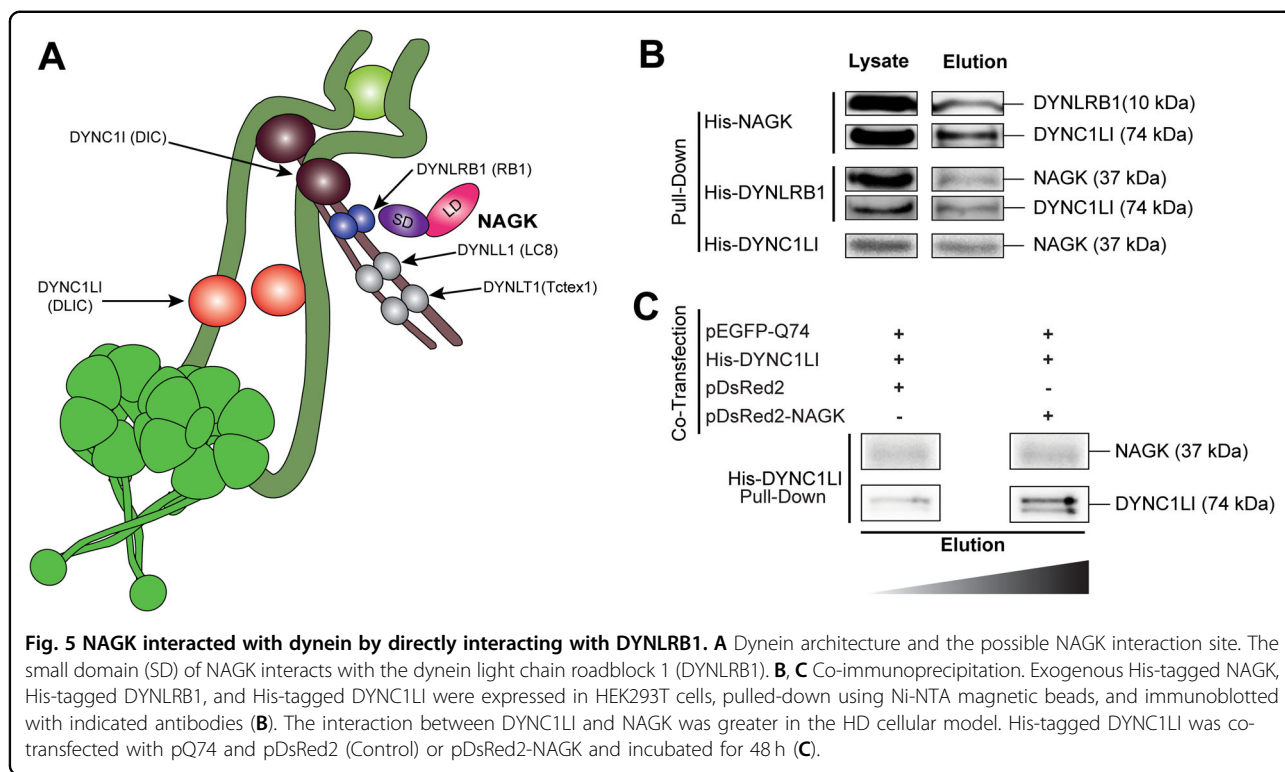 A
DYNC1I (DIC)
DYNLRB1 (RB1)
SD
LD
NAGK
DYNLL1 (LC8)
DYNLT1(Tctex1)
DYNC1LI
(DLIC)
B
Lysate Elution
Pull-Down
His-NAGK
DYNLRB1(10 kDa)
DYNC1LI (74 kDa)
His-DYNLRB1
NAGK (37 kDa)
DYNC1LI (74 kDa)
His-DYNC1LI
NAGK (37 kDa)
C
Co-Transfection
pEGFP-Q74 + +
His-DYNC1LI + +
pDsRed2 + -
pDsRed2-NAGK - +
His-DYNC1LI
Pull-Down
NAGK (37 kDa)
DYNC1LI (74 kDa)
Elution
Fig. 5 NAGK interacted with dynein by directly interacting with DYNLRB1. A Dynein architecture and the possible NAGK interaction site. The
small domain (SD) of NAGK interacts with the dynein light chain roadblock 1 (DYNLRB1). B, C Co-immunoprecipitation. Exogenous His-tagged NAGK,
His-tagged DYNLRB1, and His-tagged DYNC1LI were expressed in HEK293T cells, pulled-down using Ni-NTA magnetic beads, and immunoblotted
with indicated antibodies (B). The interaction between DYNC1LI and NAGK was greater in the HD cellular model. His-tagged DYNC1LI was co-
transfected with pQ74 and pDsRed2 (Control) or pDsRed2-NAGK and incubated for 48 h (C).